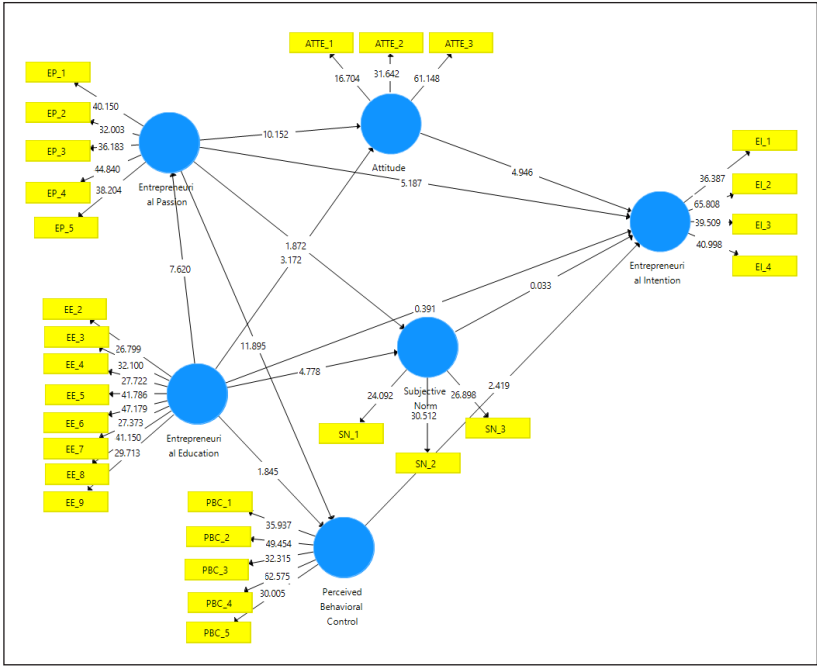 ATTE_1
ATTE_2
ATTE_3
16.704
31.642
61.148
Attitude
EP_1
EP_2
EP_3
EP_4
EP_5
40.150
32.003
36.183
44.840
38.204
Entrepreneuri
al Passion
10.152
4.946
5.187
EI_1
EI_2
EI_3
EI_4
36.387
65.808
39.509
40.998
Entrepreneuri
al Intention
1.872
3.172
7.620
0.391
0.033
11.895
4.778
2.419
1.845
EE_2
EE_3
EE_4
EE_5
EE_6
EE_7
EE_8
EE_9
26.799
32.100
27.722
41.786
47.179
27.373
41.150
29.713
Entrepreneuri
al Education
Subjective
Norm
24.092
30.512
26.898
SN_1
SN_2
SN_3
PBC_1
PBC_2
PBC_3
PBC_4
PBC_5
35.937
49.454
32.315
62.575
30.005
Perceived
Behavioral
Control